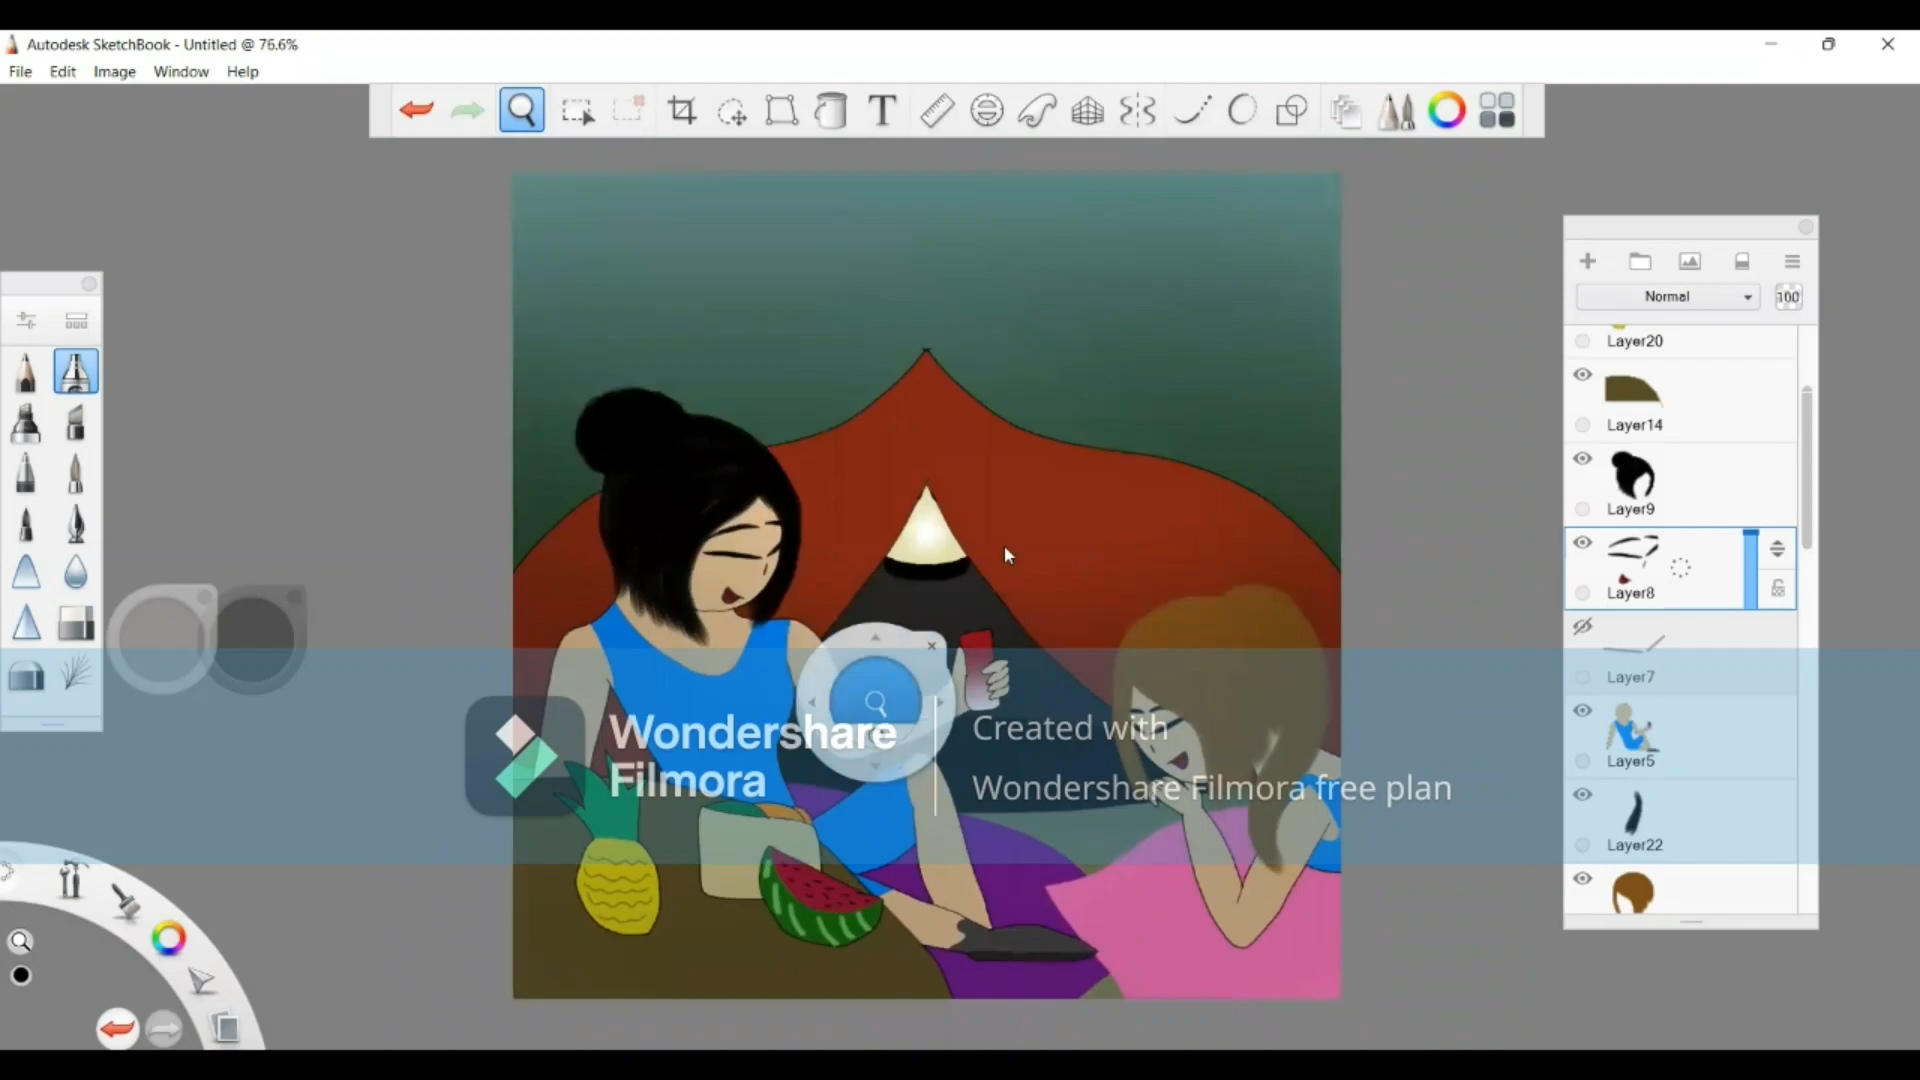 Autodesk SketchBook - Untitled @ 76.6%
File Edit Image Window Help
T
Normal 100
Layer20
Layer14
Layer9
Layer8
Layer7
Layer5
Layer22
Wondershare
Filmora
Created with
Wondershare Filmora free plan